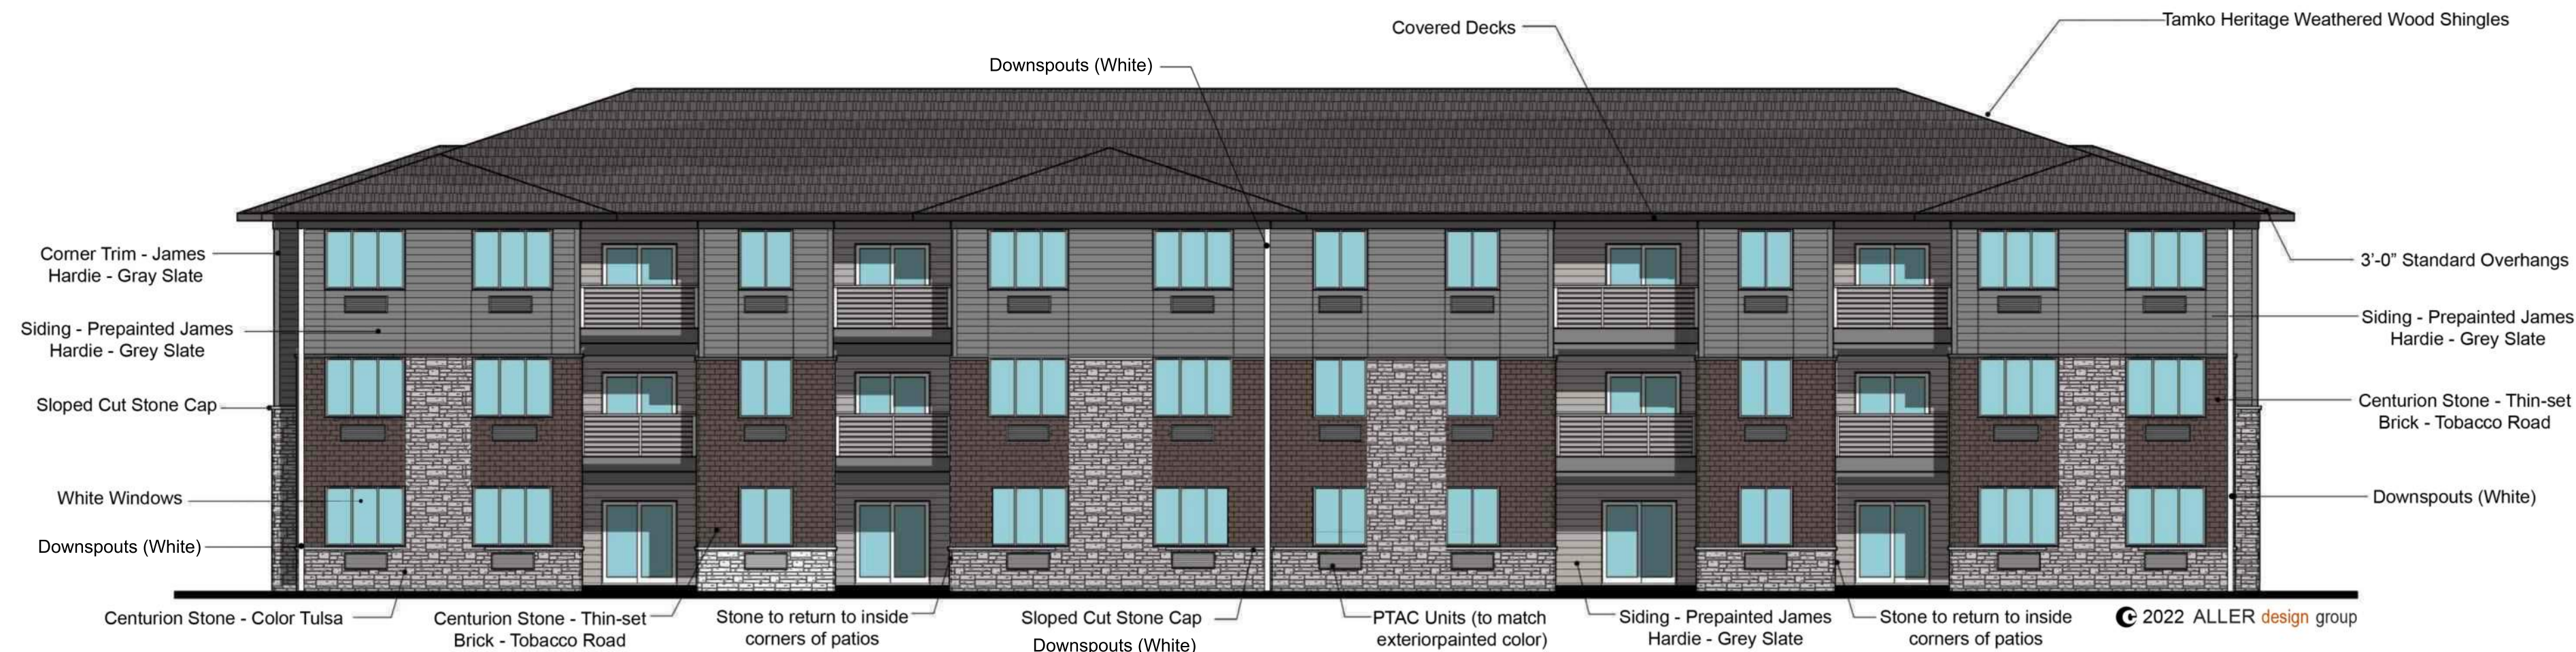 Tamko Heritage Weathered Wood Shingles
Covered Decks
Downspouts (White)
Corner Trim - James
Hardie - Gray Slate
3'-0” Standard Overhangs
Siding - Prepainted James
Hardie - Grey Slate
Siding - Prepainted James
Hardie - Grey Slate
Sloped Cut Stone Cap
Centurion Stone - Thin-set
Brick - Tobacco Road
White Windows
Downspouts (White)
Downspouts (White)
Centurion Stone - Color Tulsa
Centurion Stone - Thin-set
Brick - Tobacco Road
Stone to return to inside
corners of patios
Sloped Cut Stone Cap
Downspouts (White)
PTAC Units (to match
exteriorpainted color)
Siding - Prepainted James
Hardie - Grey Slate
Stone to return to inside
corners of patios
© 2022 ALLER design group